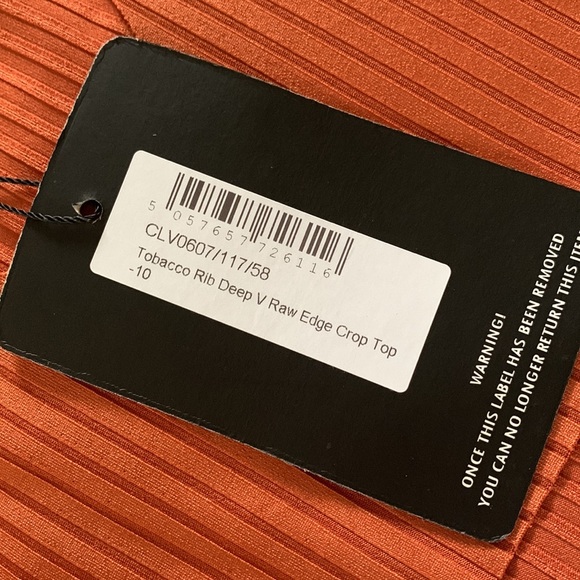 5 057657 726116
CLV0607/117/58
Tobacco Rib Deep V Raw Edge Crop Top
-10
WARNING!
ONCE THIS LABEL HAS BEEN REMOVED
YOU CAN NO LONGER RETURN THIS ITEM